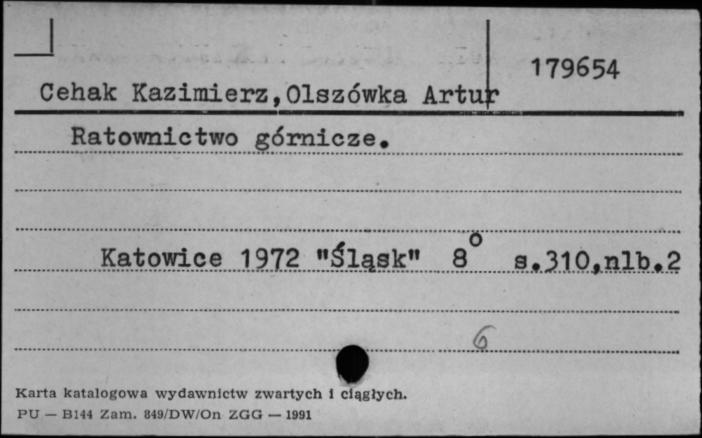 179654
Cehak Kazimierz,Olszówka Artur
Ratownictwo górnicze.
Katowice 1972 "Śląsk" 8° s.310,nlb.2
6
Karta katalogowa wydawnictw zwartych i ciągłych.
PU — B144 Zam. 849/DW/On ZGG — 1991